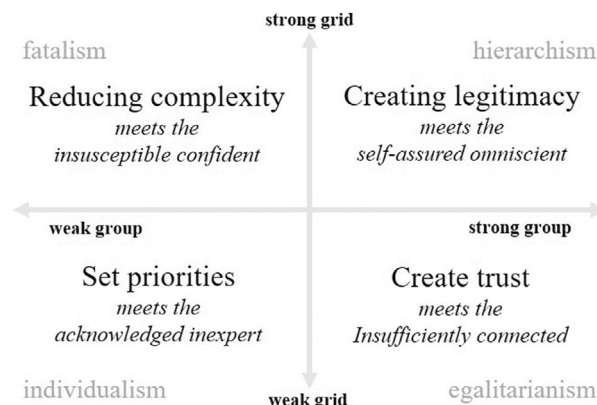 strong grid
fatalism
hierarchism
Reducing complexity
meets the
insusceptible confident
Creating legitimacy
meets the
self-assured omniscient
weak group
strong group
Set priorities
meets the
acknowledged inexpert
Create trust
meets the
Insufficiently connected
individualism
weak grid
egalitarianism